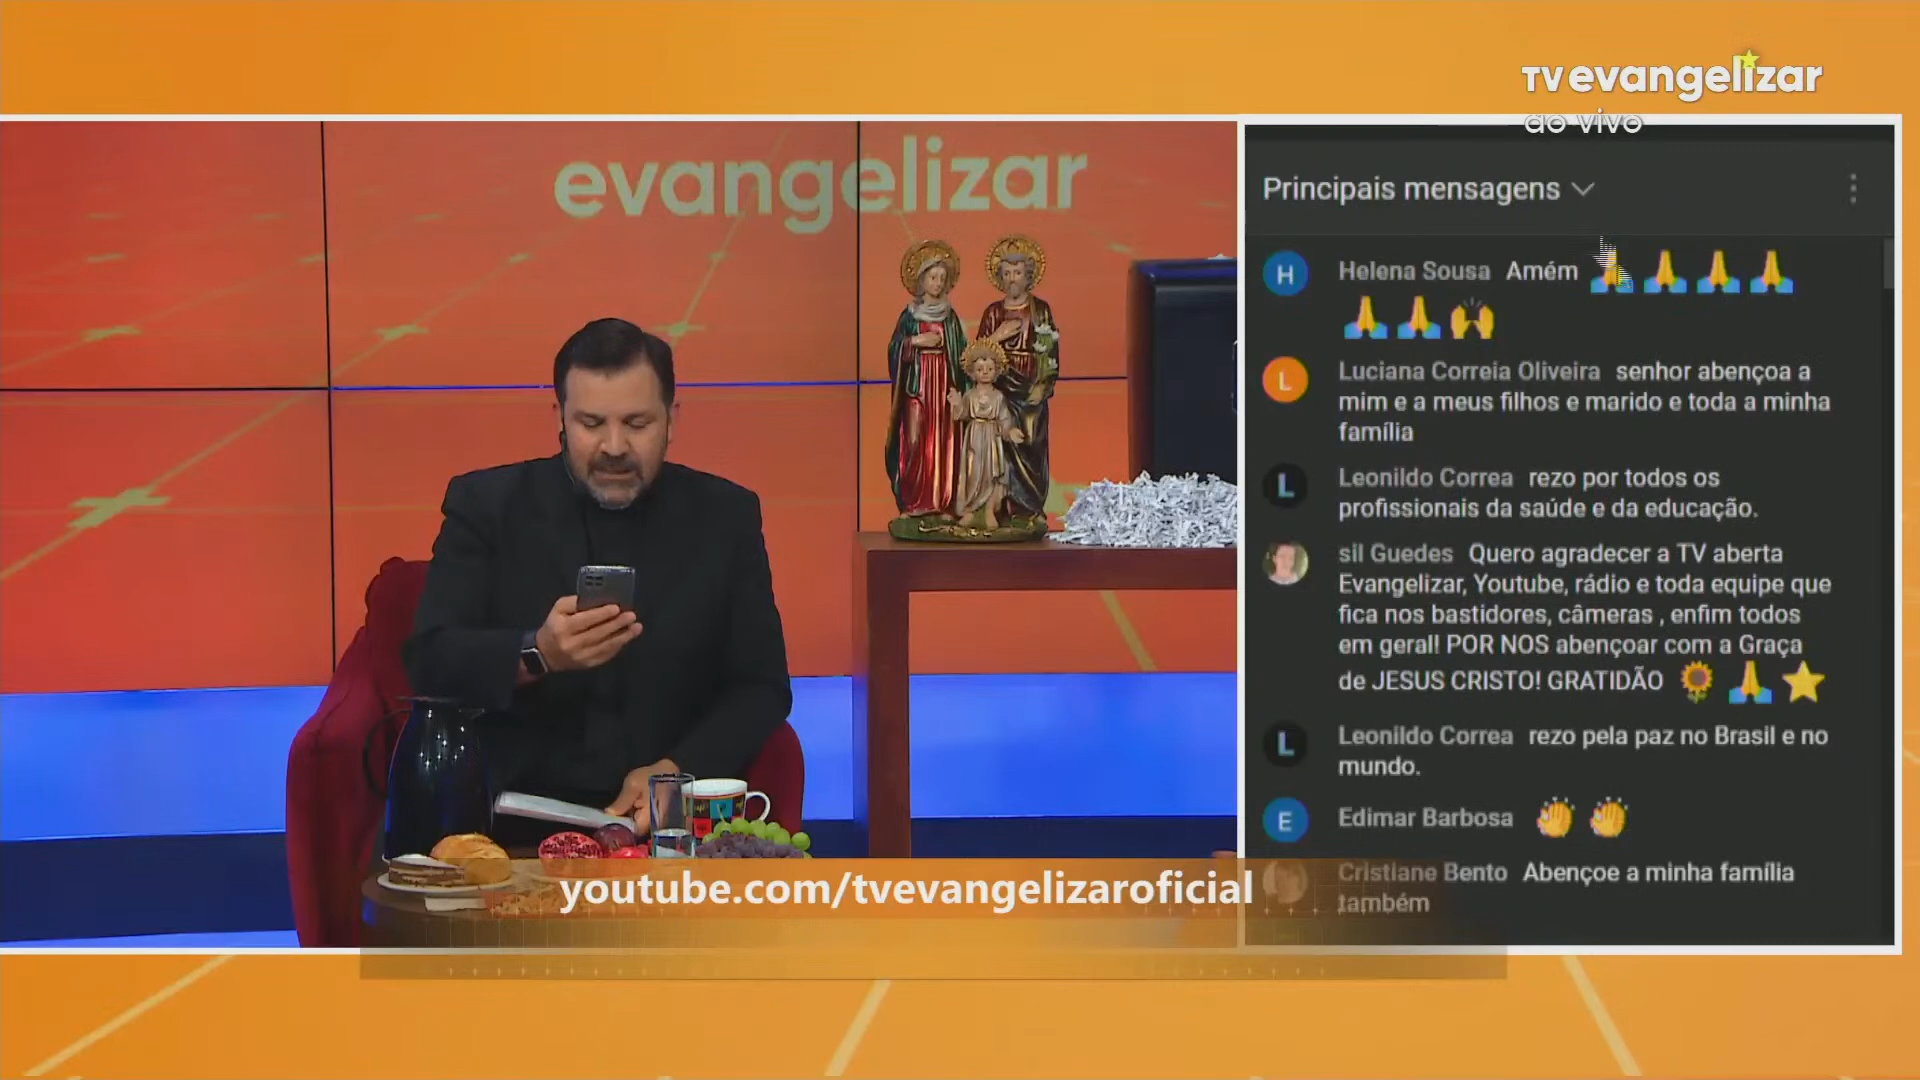 TV evangelizar
ao vivo
evangelizar
Principais mensagens
H
Helena Sousa Amém 🙏 🙏 🙏 🙏
🙏 🙏 🙌
L
Luciana Correia Oliveira senhor abençoa a
mim e a meus filhos e marido e toda a minha
família
L
Leonildo Correa rezo por todos os
profissionais da saúde e da educação.
sil Guedes Quero agradecer a TV aberta
Evangelizar, Youtube, rádio e toda equipe que
fica nos bastidores, câmeras , enfim todos
em geral! POR NOS abençoar com a Graça
de JESUS CRISTO! GRATIDÃO 🌻 🙏 ⭐
L
Leonildo Correa rezo pela paz no Brasil e no
mundo.
E
Edimar Barbosa 👏 👏
Cristiane Bento Abençoe a minha família
também
youtube.com/tvevangelizaroficial